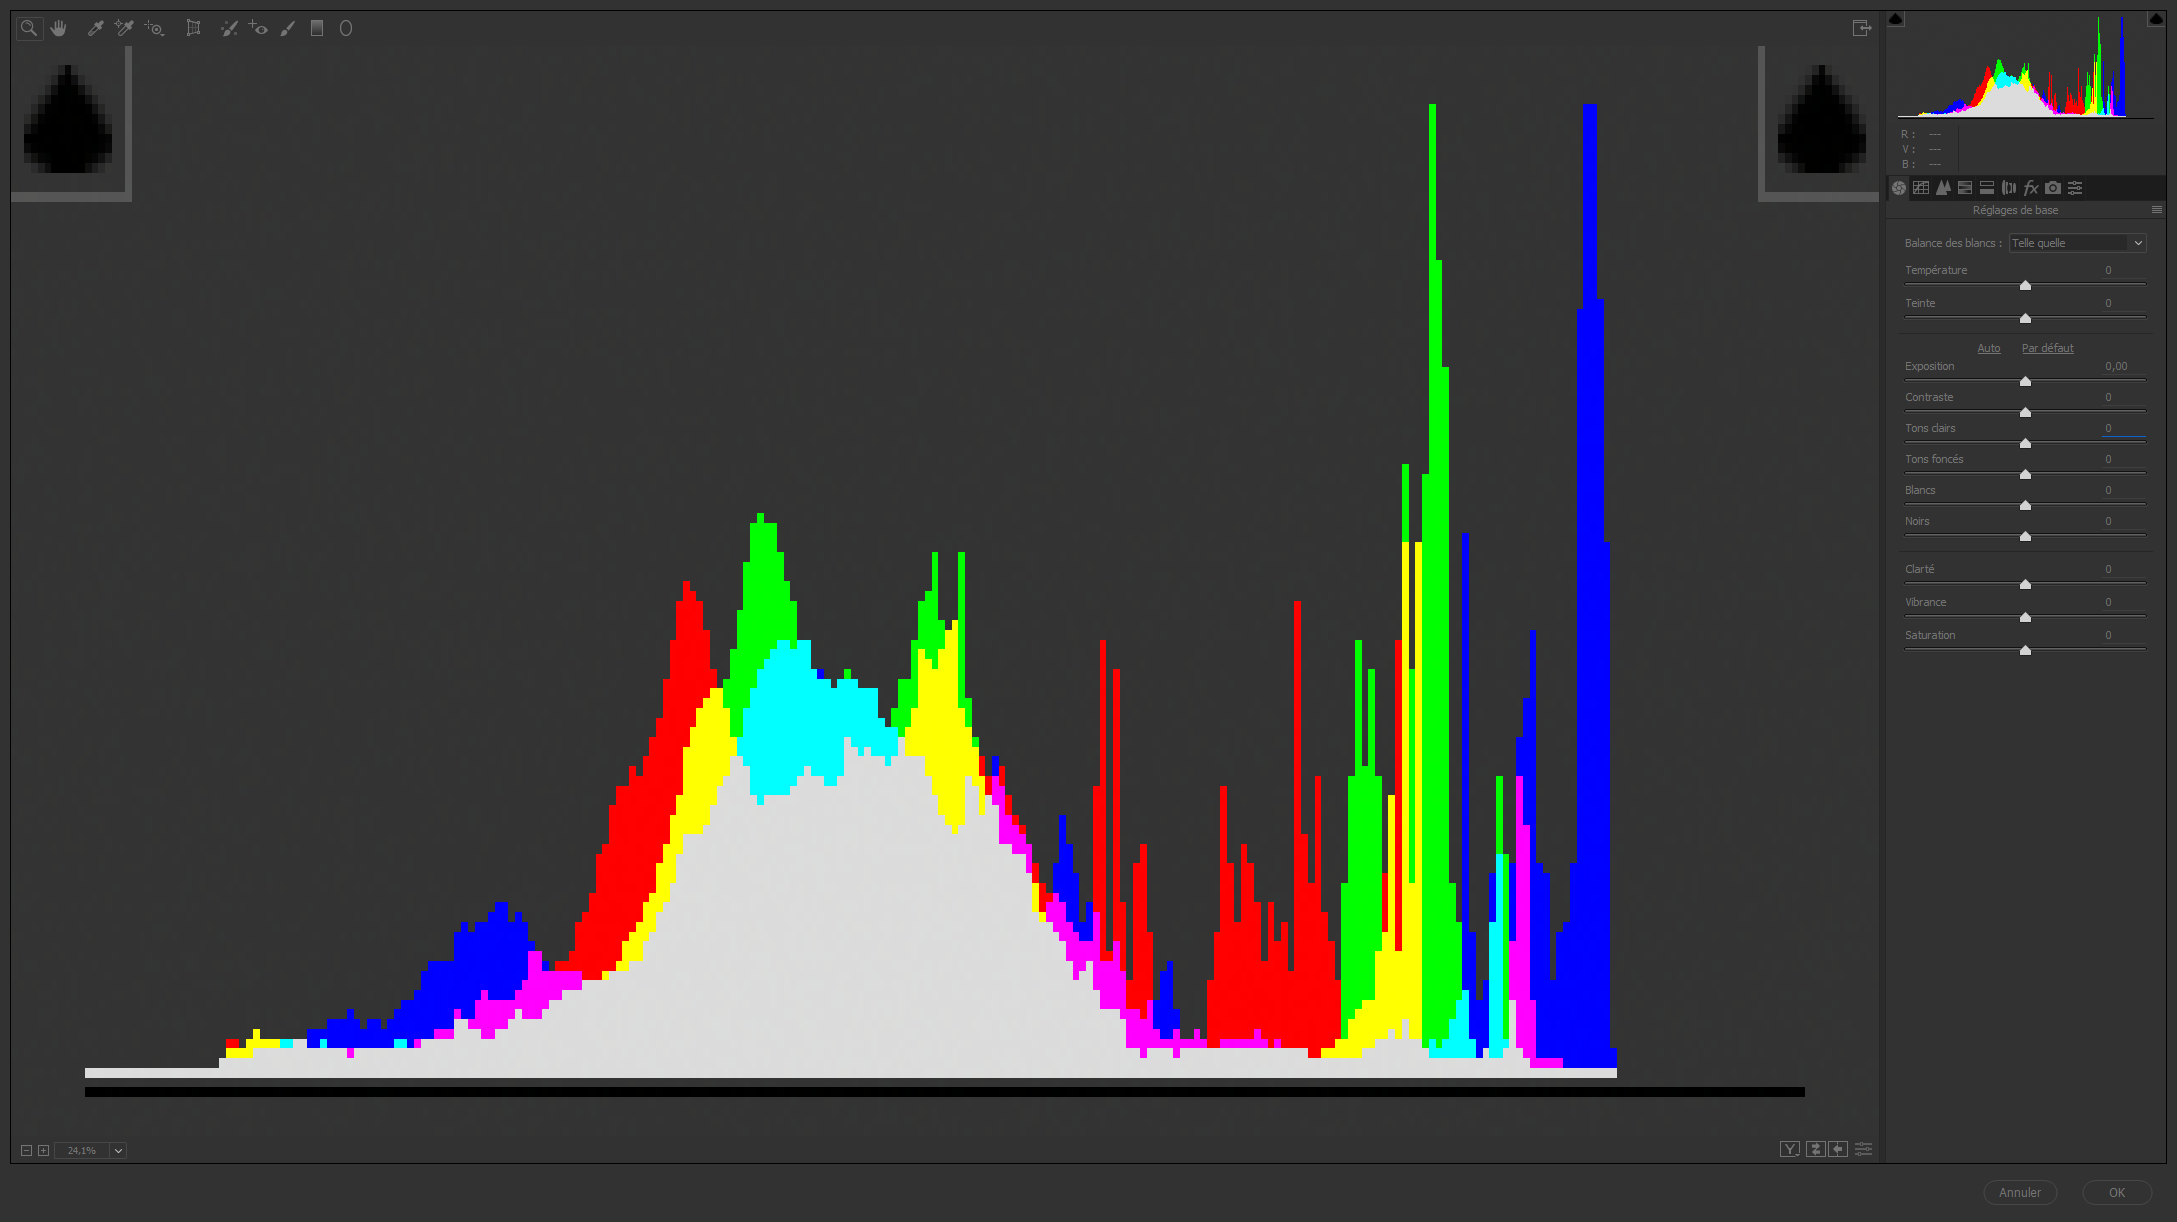 R : ---
V : ---
B : ---
fx
Réglages de base
Balance des blancs : Telle quelle
Température 0
Teinte 0
Auto Par défaut
Exposition 0,00
Contraste 0
Tons clairs 0
Tons foncés 0
Blancs 0
Noirs 0
Clarté 0
Vibrance 0
Saturation 0
24,1% Y
Annuler OK